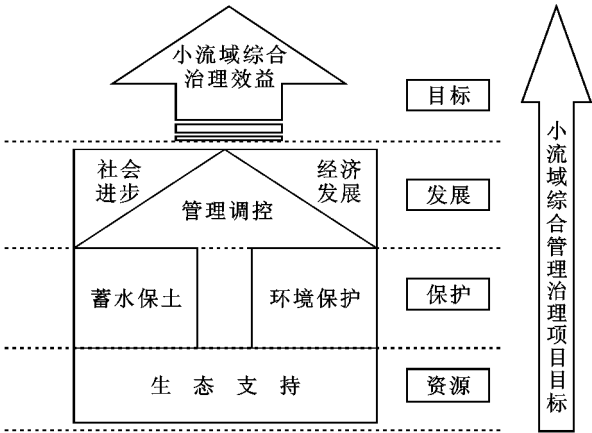 小流域综合
治理效益
目标
社会
进步
经济
发展
管理调控
发展
蓄水保土
环境保护
保护
生态支持
资源
小流域综合管理治理项目目标